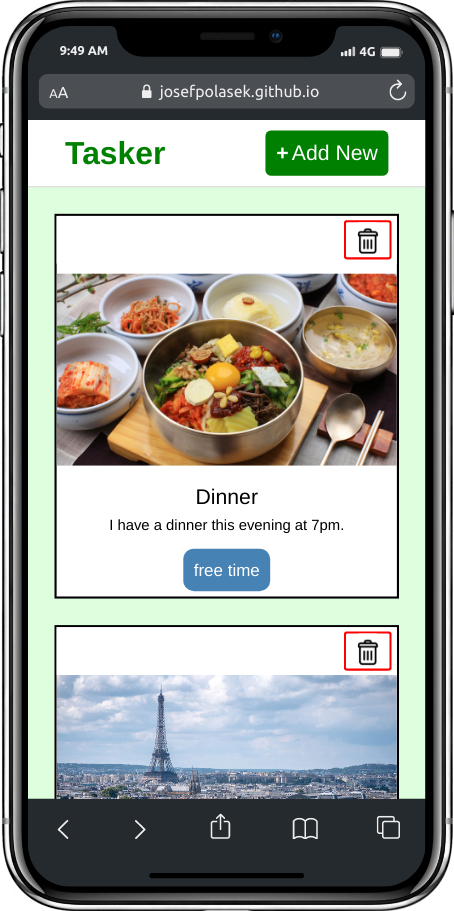 9:49 AM
4G
AA
josefpolasek.github.io
Tasker
+ Add New
Dinner
I have a dinner this evening at 7pm.
free time